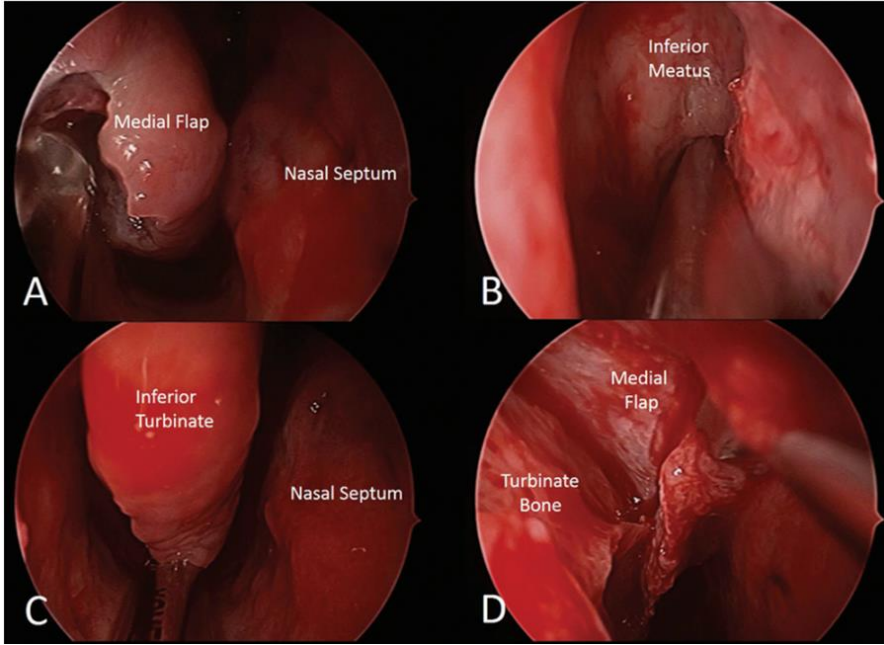 Medial Flap
Nasal Septum
A
Inferior
Meatus
B
Inferior
Turbinate
Nasal Septum
C
Medial
Flap
Turbinate
Bone
D